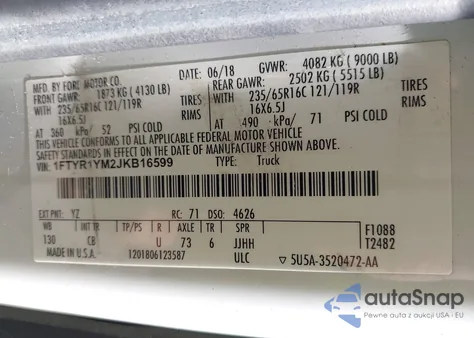 MFD. BY FORD MOTOR CO.
DATE: 06/18 GVWR: 4082 KG ( 9000 LB)
FRONT GAWR: 1873 KG ( 4130 LB) REAR GAWR: 2502 KG ( 5515 LB)
WITH 235/65R16C 121/119R TIRES WITH 235/65R16C 121/119R TIRES
16X6.5J RIMS 16X6.5J RIMS
AT 360 kPa/ 52 PSI COLD AT 490 kPa/ 71 PSI COLD
THIS VEHICLE CONFORMS TO ALL APPLICABLE FEDERAL MOTOR VEHICLE
SAFETY STANDARDS IN EFFECT ON THE DATE OF MANUFACTURE SHOWN ABOVE.
VIN: 1FTYR1YM2JKB16599 TYPE: Truck
EXT PNT: YZ RC: 71 DSO: 4626
WB INT TR TP/PS R AXLE TR SPR F1088
130 CB U 73 6 JJHH T2482
1201806123587 ULC 5U5A-3520472-AA
MADE IN U.S.A.
autoSnap
Pewne auta z USA i EU